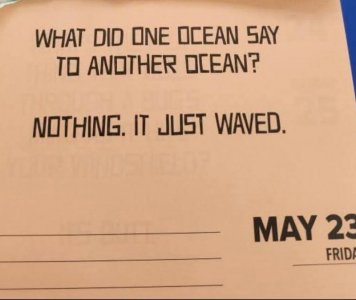 WHAT DID ONE OCEAN SAY
TO ANOTHER OCEAN?
NOTHING. IT JUST WAVED.
MAY 23